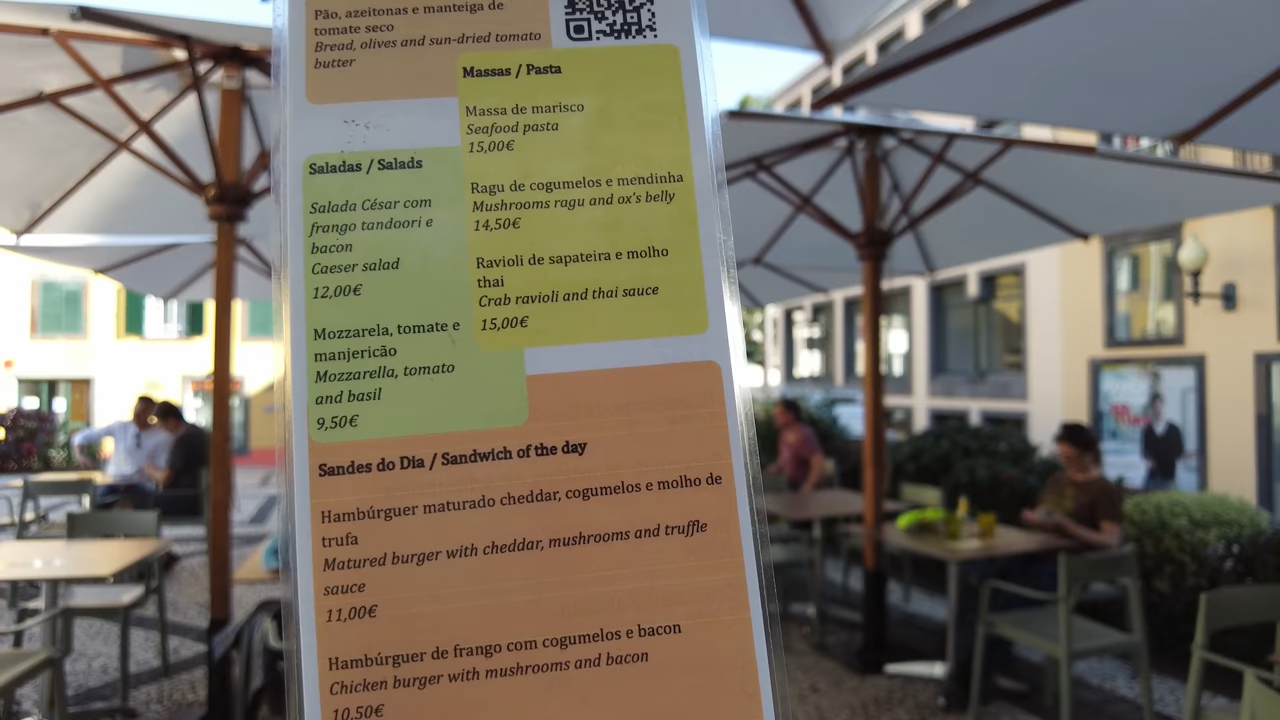 Pão, azeitonas e manteiga de
tomate seco
Bread, olives and sun-dried tomato
butter
Massas / Pasta
Massa de marisco
Seafood pasta
15,00€
Ragu de cogumelos e mendinha
Mushrooms ragu and ox's belly
14,50€
Ravioli de sapateira e molho
thai
Crab ravioli and thai sauce
15,00€
Saladas / Salads
Salada César com
frango tandoori e
bacon
Caeser salad
12,00€
Mozzarela, tomate e
manjericão
Mozzarella, tomato
and basil
9,50€
Sandes do Dia / Sandwich of the day
Hambúrguer maturado cheddar, cogumelos e molho de
trufa
Matured burger with cheddar, mushrooms and truffle
sauce
11,00€
Hambúrguer de frango com cogumelos e bacon
Chicken burger with mushrooms and bacon
10,50€